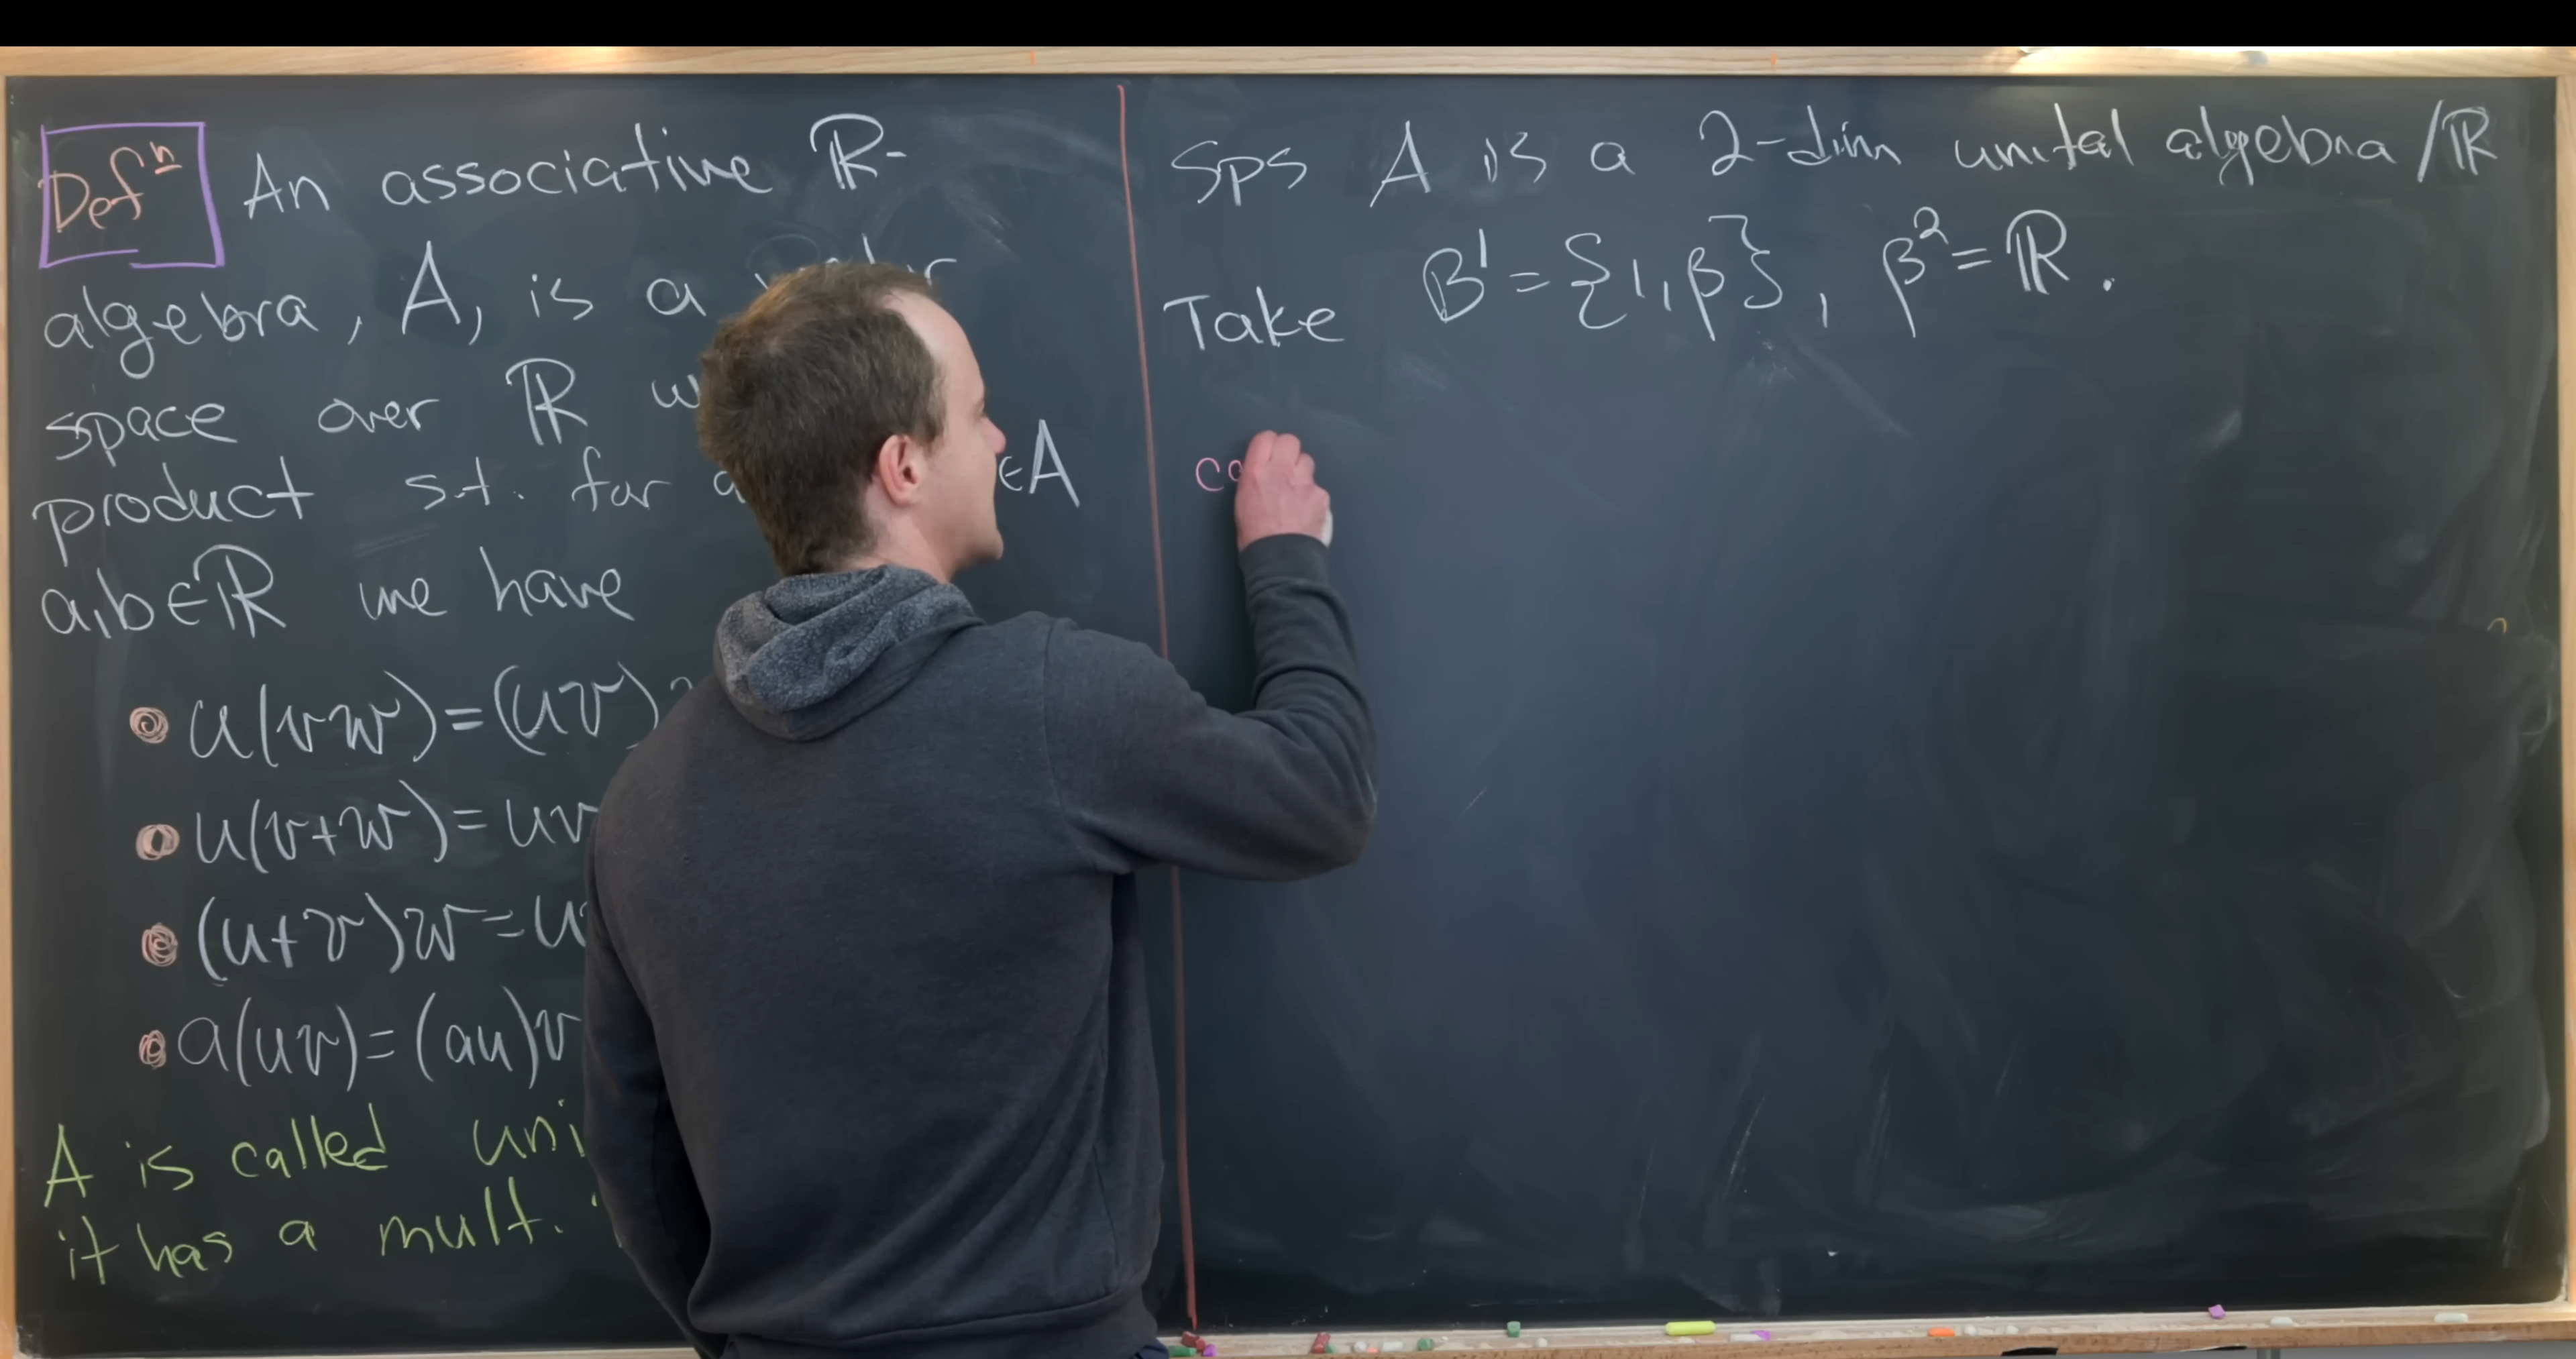 Defⁿ An associative ℝ-
algebra, A, is a
space over ℝ
product s.t. for ∈A
a,b∈ℝ we have
• u(vw)=(uv)
• u(v+w)=uv
• (u+v)w=u
• a(uv)=(au)v
A is called
it has a mult.
Sps A is a 2-dim unital algebra/ℝ
Take B'={1,β}, β²=ℝ.